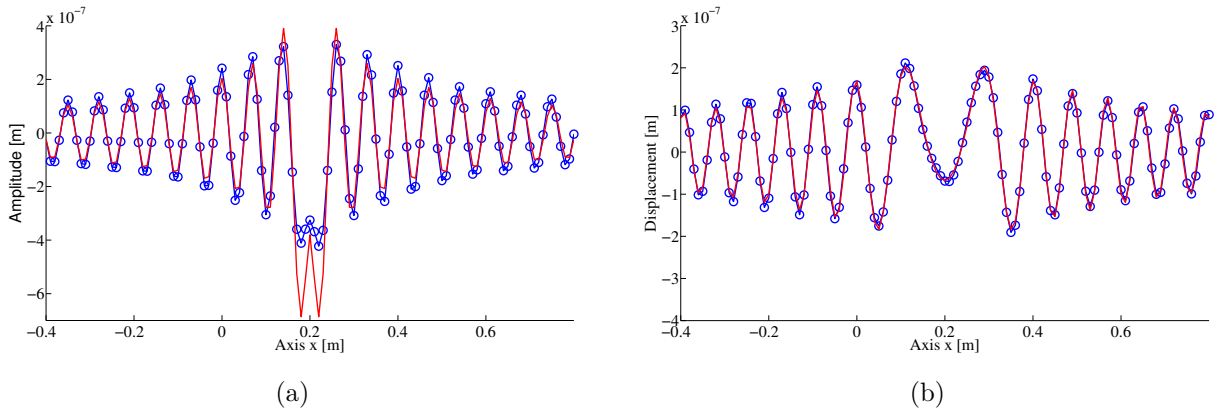 x 10⁻⁷
4
2
0
−2
−4
−6
−0.4 −0.2 0 0.2 0.4 0.6
Amplitude [m]
Axis x [m]
(a)
x 10⁻⁷
3
2
1
0
−1
−2
−3
−4
−0.4 −0.2 0 0.2 0.4 0.6
Displacement [m]
Axis x [m]
(b)